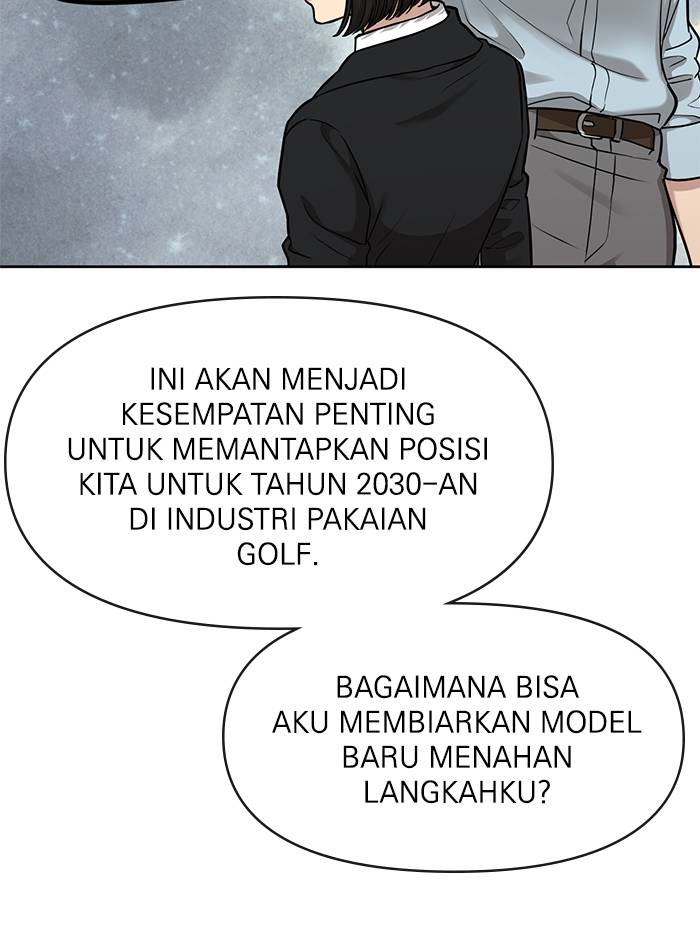 INI AKAN MENJADI
KESEMPATAN PENTING
UNTUK MEMANTAPKAN POSISI
KITA UNTUK TAHUN 2030-AN
DI INDUSTRI PAKAIAN
GOLF.
BAGAIMANA BISA
AKU MEMBIARKAN MODEL
BARU MENAHAN
LANGKAHKU?